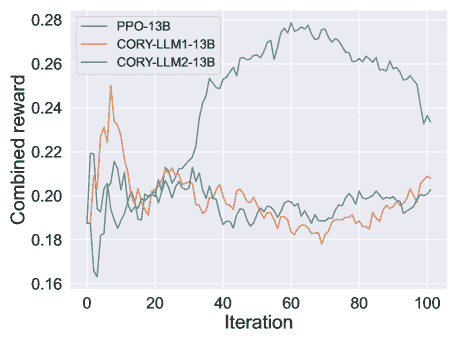 PPO-13B
CORY-LLM1-13B
CORY-LLM2-13B
Combined reward
0.28
0.26
0.24
0.22
0.20
0.18
0.16
0 20 40 60 80 100
Iteration